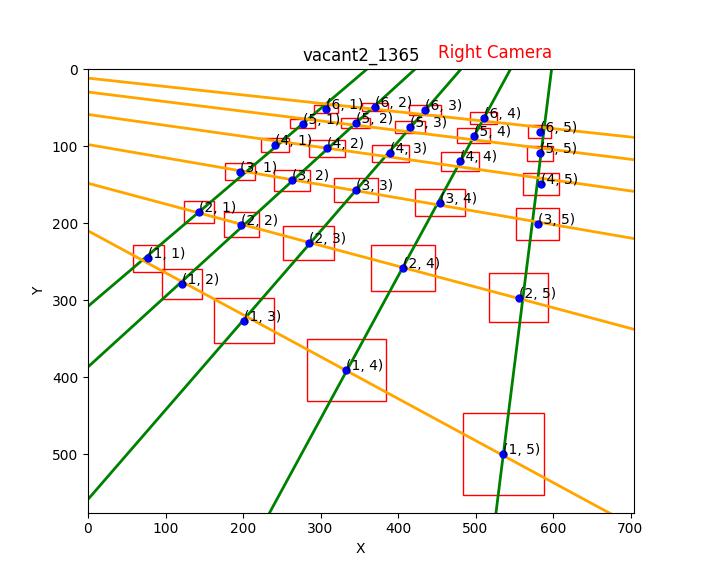 vacant2_1365 Right Camera
0
(6, 1) (6, 2) (6, 3) (6, 4) (6, 5)
(5, 1) (5, 2) (5, 3) (5, 4) (5, 5)
100 (4, 1) (4, 2) (4, 3) (4, 4) (4, 5)
(3, 1) (3, 2) (3, 3) (3, 4) (3, 5)
200 (2, 1) (2, 2) (2, 3) (2, 4) (2, 5)
(1, 1) (1, 2) (1, 3) (1, 4) (1, 5)
Y
300
400
500
0 100 200 300 400 500 600 700
X